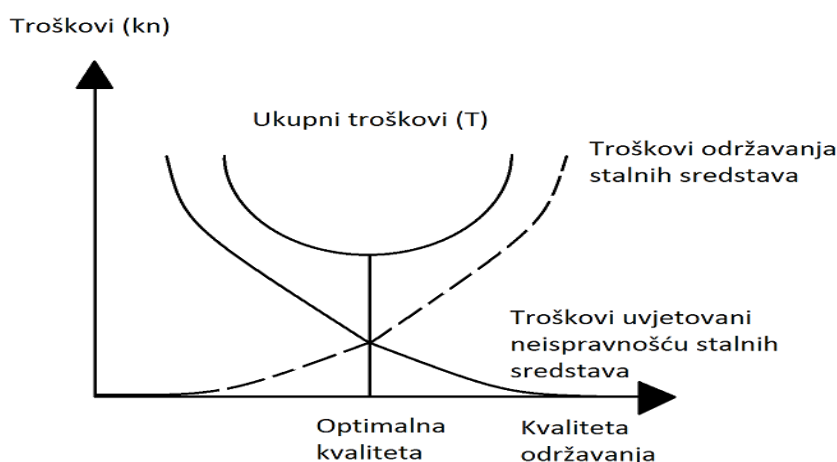 Troškovi (kn)
Ukupni troškovi (T)
Troškovi održavanja
stalnih sredstava
Troškovi uvjetovani
neispravnošću stalnih
sredstava
Optimalna
kvaliteta
Kvaliteta
održavanja